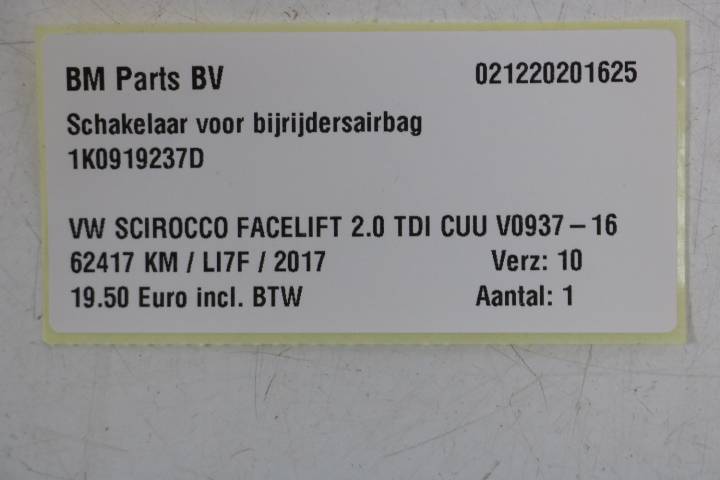 BM Parts BV 021220201625
Schakelaar voor bijrijdersairbag
1K0919237D
VW SCIROCCO FACELIFT 2.0 TDI CUU V0937 – 16
62417 KM / LI7F / 2017 Verz: 10
19.50 Euro incl. BTW Aantal: 1